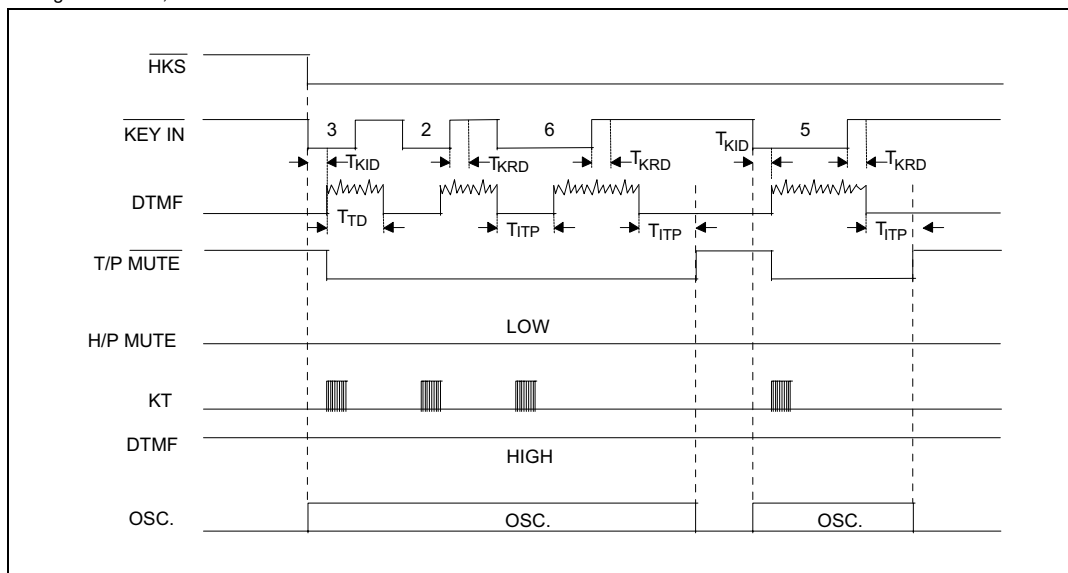 HKS
KEY IN
3
2
6
5
TKID
TKRD
TKRD
TKID
TKRD
DTMF
TTD
TITP
TITP
TITP
T/P MUTE
LOW
H/P MUTE
KT
DTMF
HIGH
OSC.
OSC.
OSC.